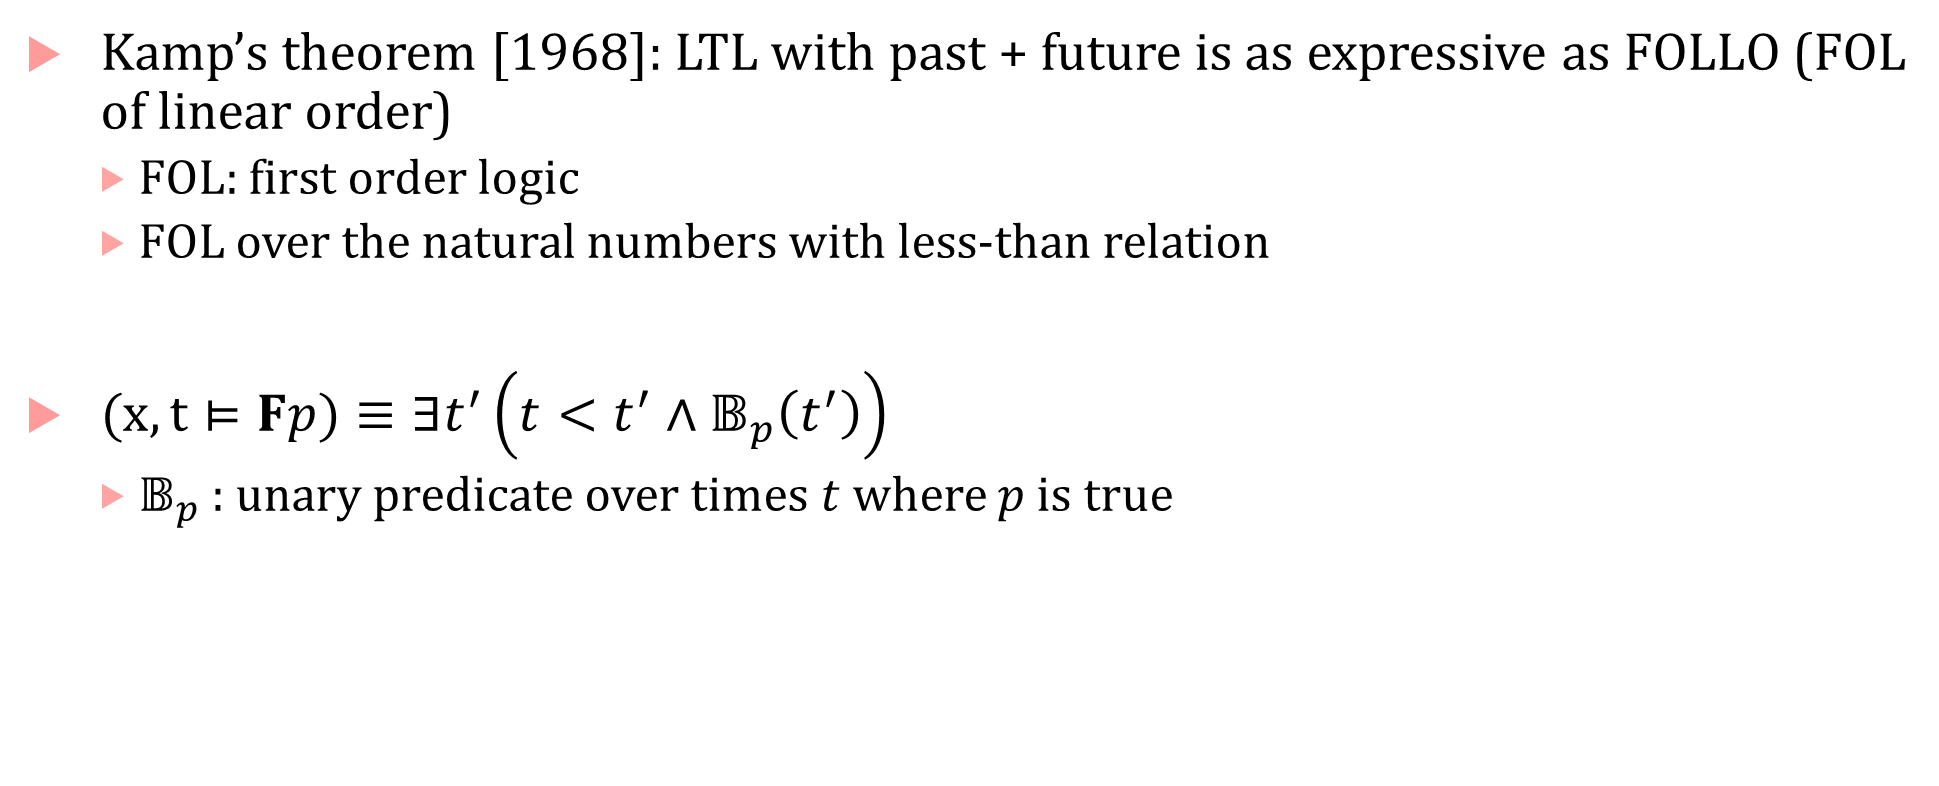 Kamp’s theorem [1968]: LTL with past + future is as expressive as FOLLO (FOL
of linear order)
FOL: first order logic
FOL over the natural numbers with less-than relation
(x, t ⊨ 𝐅𝑝) ≡ ∃𝑡′ (𝑡 < 𝑡′ ∧ 𝔹ₚ(𝑡′))
𝔹ₚ : unary predicate over times 𝑡 where 𝑝 is true